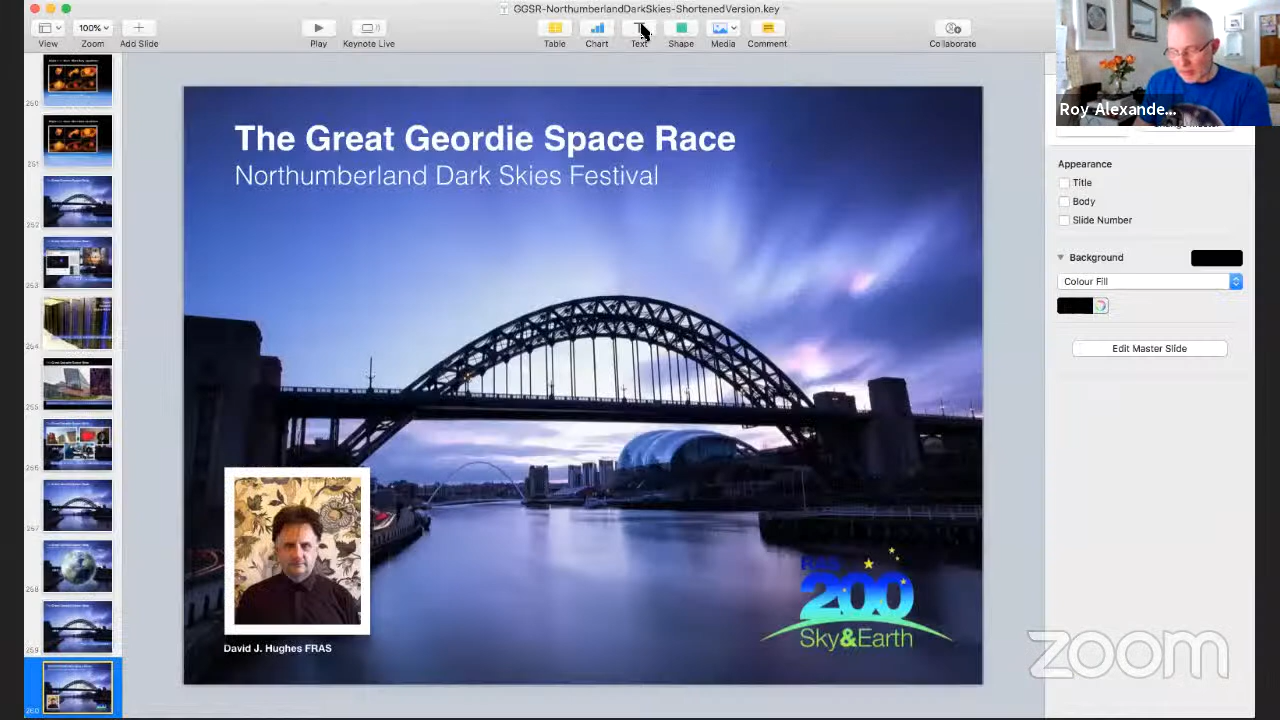 GGSR-NorthumberlandDarkSkies-ShortenedVersion.key
100%
View
Zoom
Add Slide
Play
Keynote Live
Table
Chart
Text
Shape
Media
Comment
borate
Roy Alexande...
Appearance
Title
Body
Slide Number
Background
Colour Fill
Edit Master Slide
The Great Geordie Space Race
Northumberland Dark Skies Festival
David J. Hughes FRAS
RAS
200
Sky&Earth
zoom